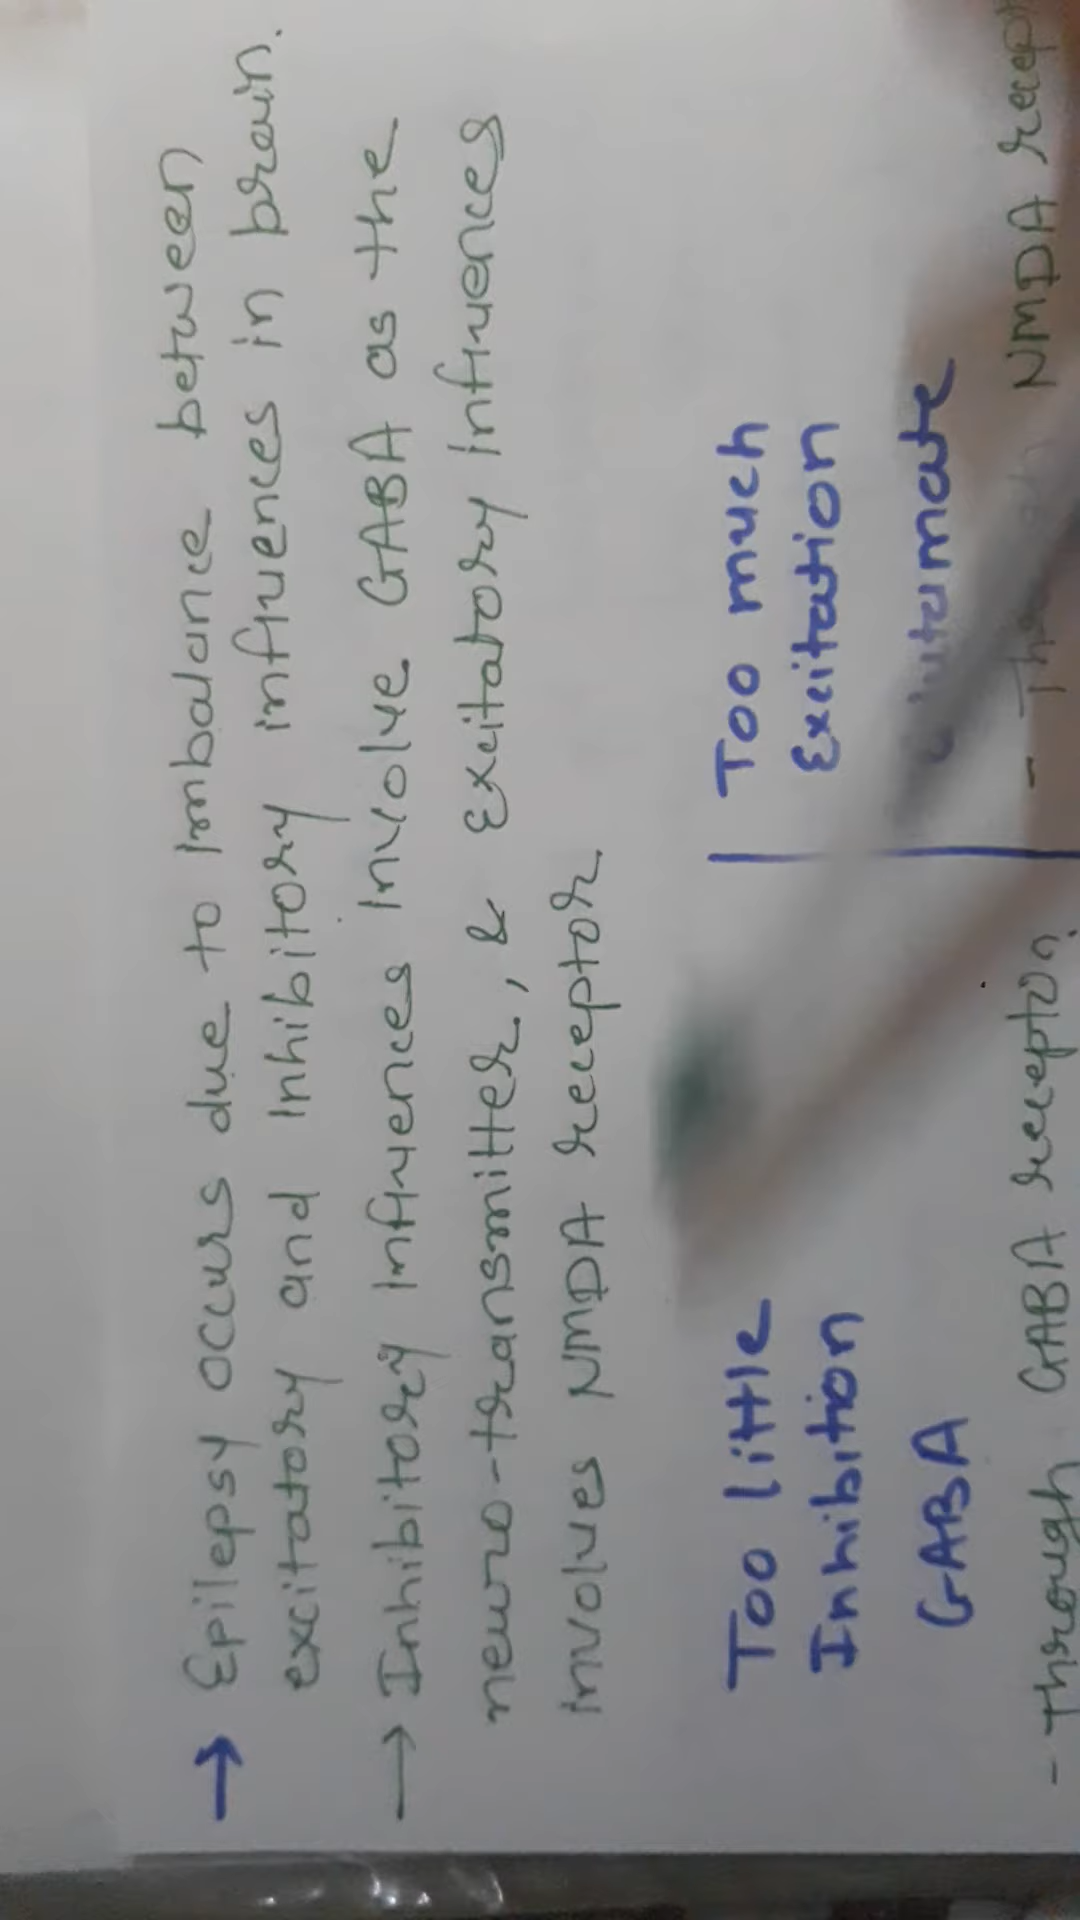 → Epilepsy occurs due to Imbalance between
excitatory and Inhibitory influences in brain.
→ Inhibitory Influences Involve GABA as the
neuro-transmitter, & Excitatory Influences
involves NMDA receptor
Too little
Inhibition
Too much
Excitation
GABA
- Through GABA receptor.
NMDA